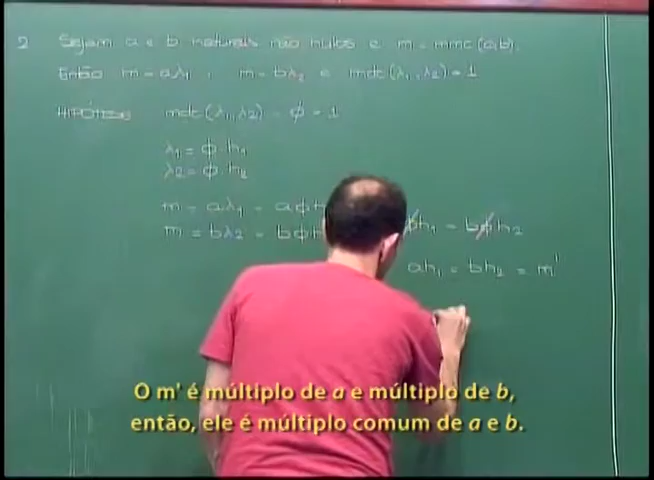 2 Sejam a e b naturais não nulos e m = mmc(a,b).
Então m = aλ₁, m = bλ₂ e mdc(λ₁,λ₂) = 1
HIPÓTESE mdc(λ₁,λ₂) = ϕ ≠ 1
λ₁ = ϕ·h₁
λ₂ = ϕ·h₂
m = aλ₁ = aϕh
m = bλ₂ = bϕh
ϕh₁ = bϕh₂
ah₁ = bh₂ = m'
O m' é múltiplo de a e múltiplo de b,
então, ele é múltiplo comum de a e b.